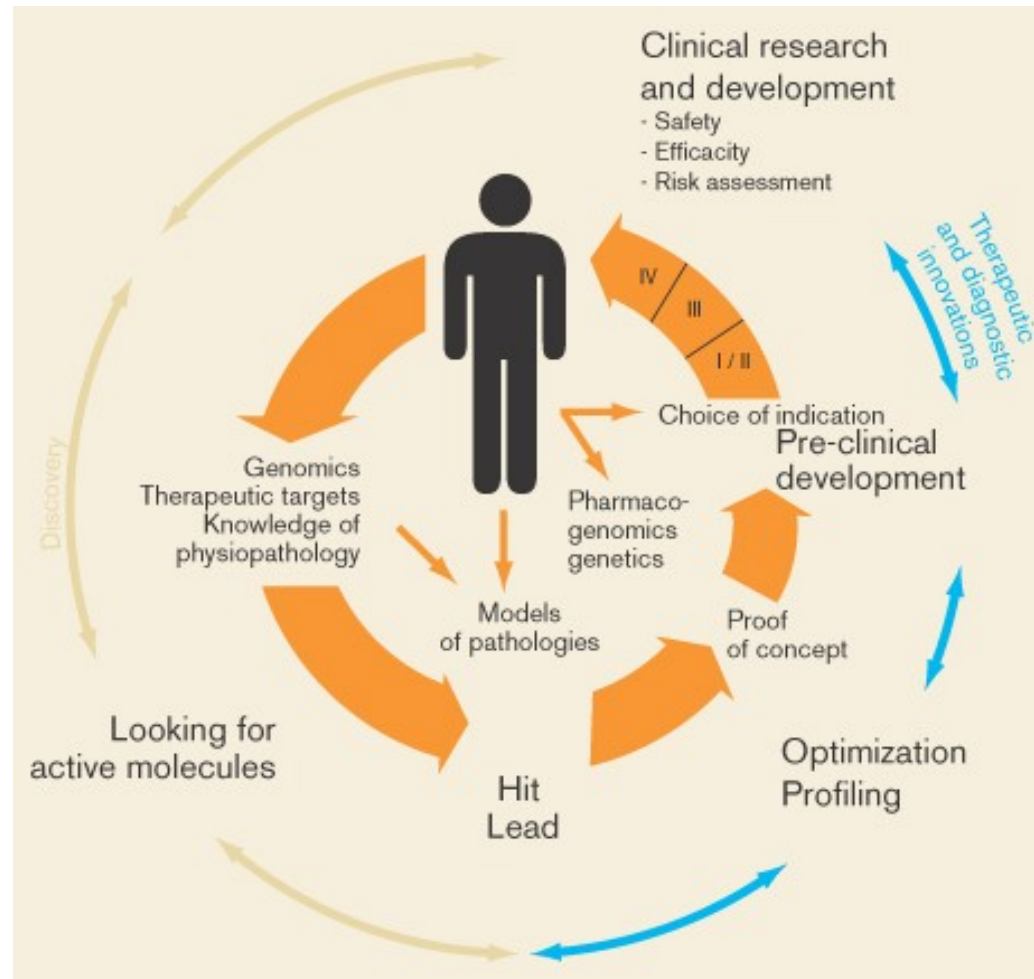 Clinical research
and development
- Safety
- Efficacity
- Risk assessment
Therapeutic
and diagnostic
innovations
IV
III
I / II
Choice of indication
Pre-clinical
development
Genomics
Therapeutic targets
Knowledge of
physiopathology
Pharmaco-
genomics
genetics
Discovery
Models
of pathologies
Proof
of concept
Looking for
active molecules
Optimization
Profiling
Hit
Lead